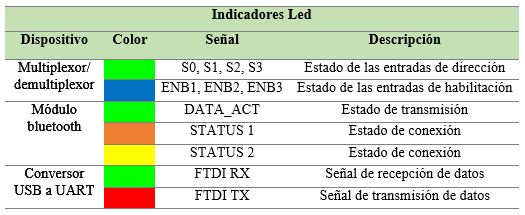 Indicadores Led
Dispositivo Color Señal Descripción
Multiplexor/ demultiplexor S0, S1, S2, S3 Estado de las entradas de dirección
ENB1, ENB2, ENB3 Estado de las entradas de habilitación
Módulo bluetooth DATA_ACT Estado de transmisión
STATUS 1 Estado de conexión
STATUS 2 Estado de conexión
Conversor USB a UART FTDI RX Señal de recepción de datos
FTDI TX Señal de transmisión de datos